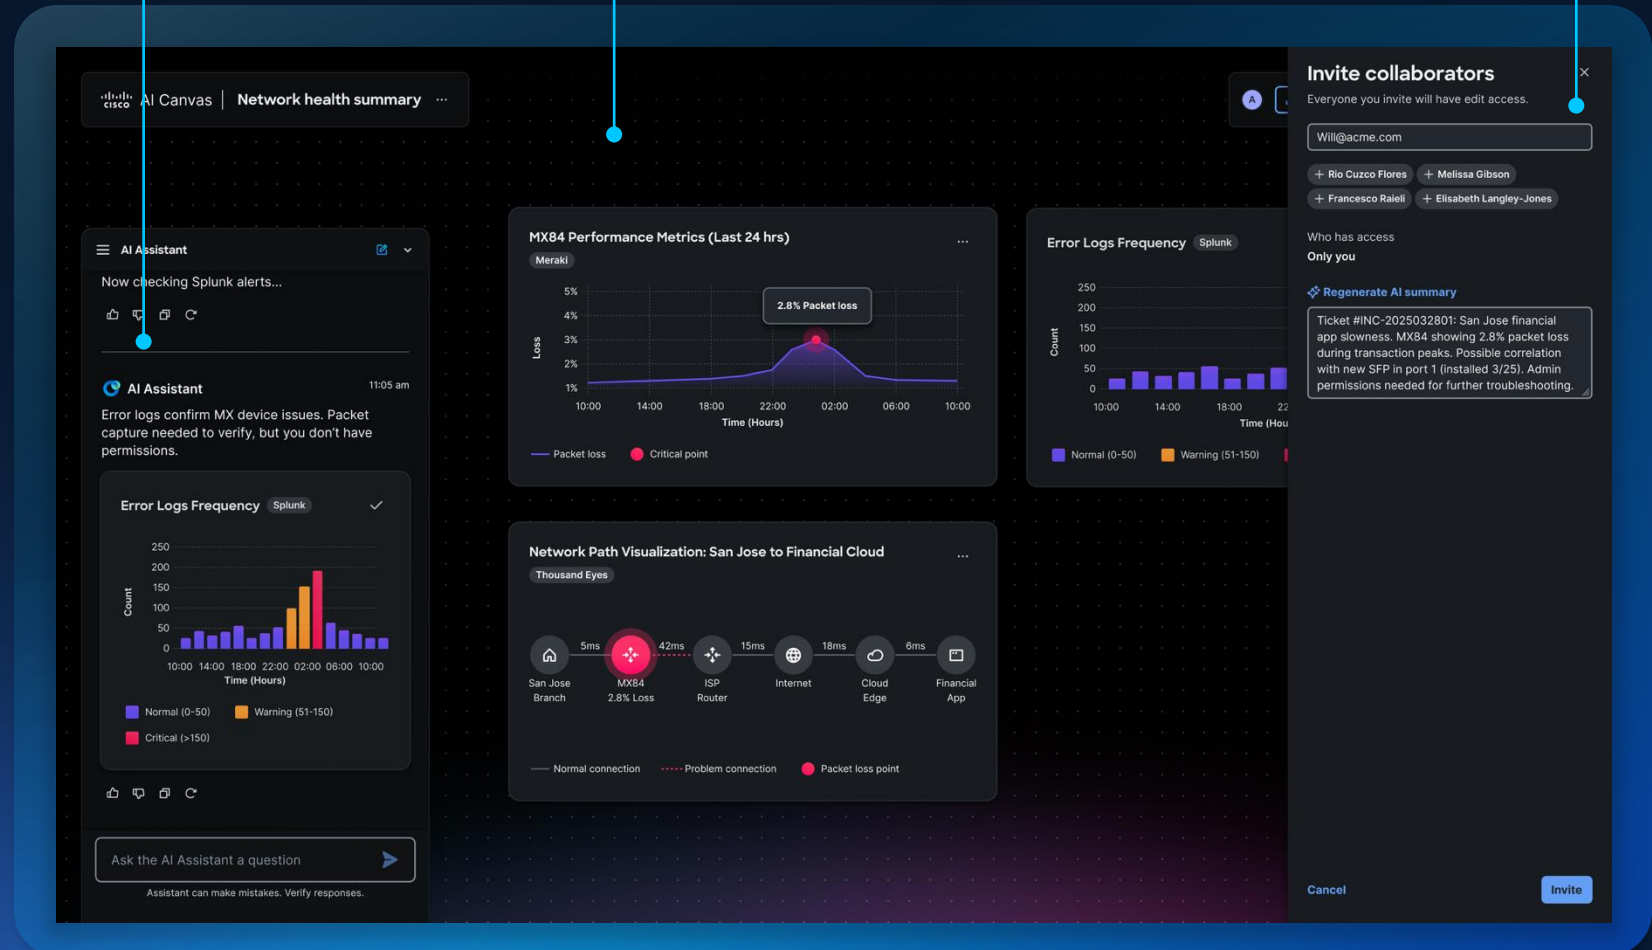 CISCO AI Canvas | Network health summary ...
A
AI Assistant
Now checking Splunk alerts...
AI Assistant 11:05 am
Error logs confirm MX device issues. Packet
capture needed to verify, but you don't have
permissions.
Error Logs Frequency Splunk
250
200
150
100
50
0
Count
10:00 14:00 18:00 22:00 02:00 06:00 10:00
Time (Hours)
Normal (0-50) Warning (51-150)
Critical (>150)
Ask the AI Assistant a question
Assistant can make mistakes. Verify responses.
MX84 Performance Metrics (Last 24 hrs) ...
Meraki
5%
4%
3%
2%
1%
Loss
2.8% Packet loss
10:00 14:00 18:00 22:00 02:00 06:00 10:00
Time (Hours)
Packet loss Critical point
Network Path Visualization: San Jose to Financial Cloud ...
Thousand Eyes
5ms 42ms 15ms 18ms 6ms
San Jose MX84 ISP Internet Cloud Financial
Branch 2.8% Loss Router Edge App
Normal connection Problem connection Packet loss point
Error Logs Frequency Splunk
250
200
150
100
50
0
Count
10:00 14:00 18:00 22
Time (Hou
Normal (0-50) Warning (51-150)
Invite collaborators
Everyone you invite will have edit access.
Will@acme.com
+ Rio Cuzco Flores + Melissa Gibson
+ Francesco Raieli + Elisabeth Langley-Jones
Who has access
Only you
Regenerate AI summary
Ticket #INC-2025032801: San Jose financial
app slowness. MX84 showing 2.8% packet loss
during transaction peaks. Possible correlation
with new SFP in port 1 (installed 3/25). Admin
permissions needed for further troubleshooting.
Cancel Invite